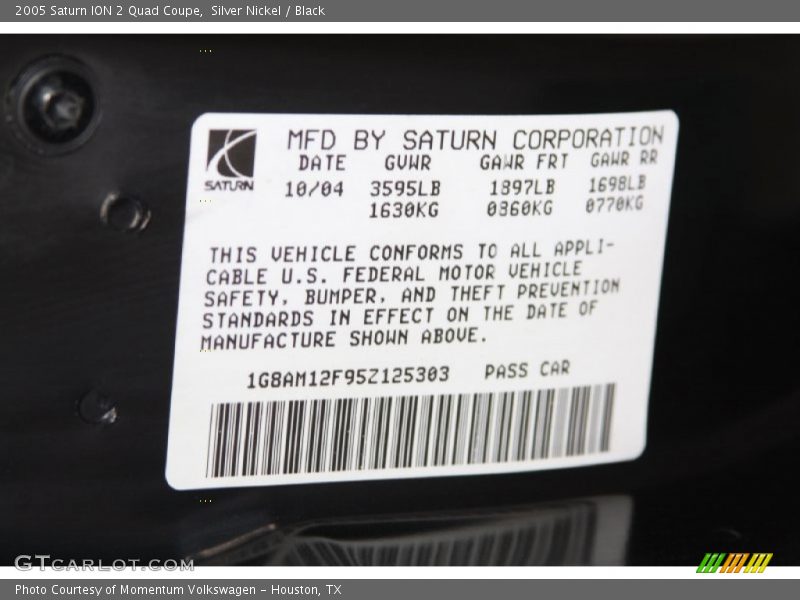 2005 Saturn ION 2 Quad Coupe, Silver Nickel / Black
SATURN
MFD BY SATURN CORPORATION
DATE GVWR GAWR FRT GAWR RR
10/04 3595LB 1897LB 1698LB
1630KG 0860KG 0770KG
THIS VEHICLE CONFORMS TO ALL APPLI-
CABLE U.S. FEDERAL MOTOR VEHICLE
SAFETY, BUMPER, AND THEFT PREVENTION
STANDARDS IN EFFECT ON THE DATE OF
MANUFACTURE SHOWN ABOVE.
1G8AM12F95Z125303 PASS CAR
GTCARLOT.COM
Photo Courtesy of Momentum Volkswagen - Houston, TX